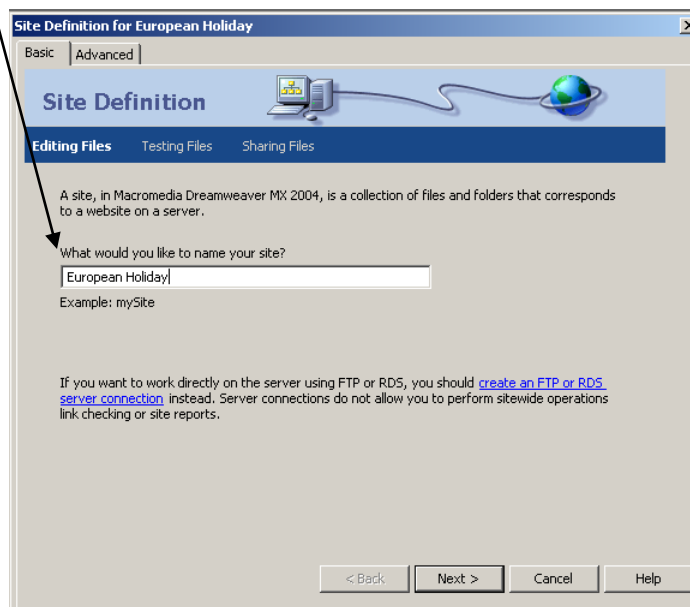 Site Definition for European Holiday
Basic Advanced
Site Definition
Editing Files Testing Files Sharing Files
A site, in Macromedia Dreamweaver MX 2004, is a collection of files and folders that corresponds
to a website on a server.
What would you like to name your site?
European Holiday
Example: mySite
If you want to work directly on the server using FTP or RDS, you should create an FTP or RDS
server connection instead. Server connections do not allow you to perform sitewide operations
link checking or site reports.
< Back Next > Cancel Help